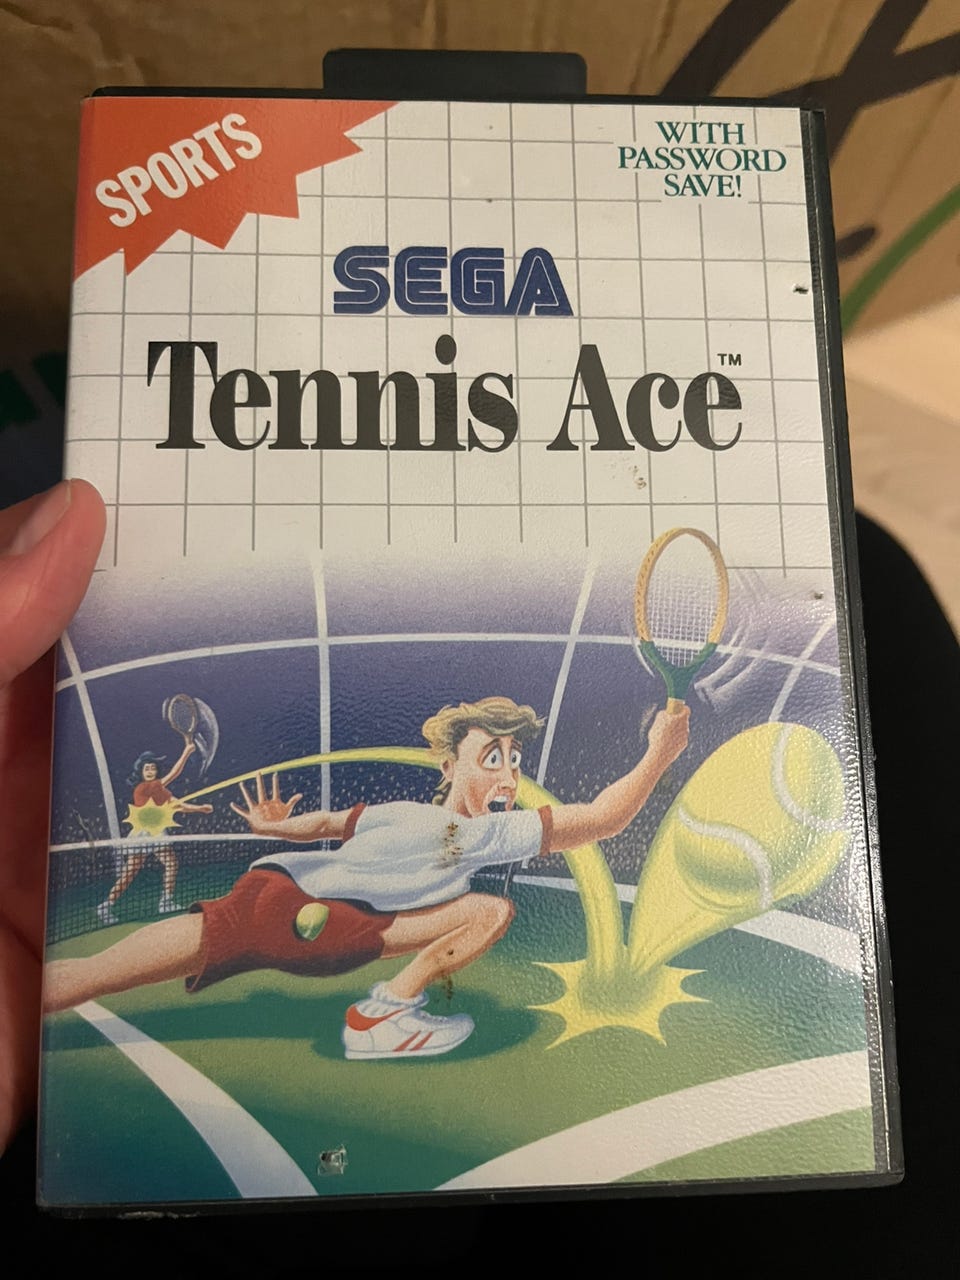 SPORTS
WITH
PASSWORD
SAVE!
SEGA
Tennis Ace™